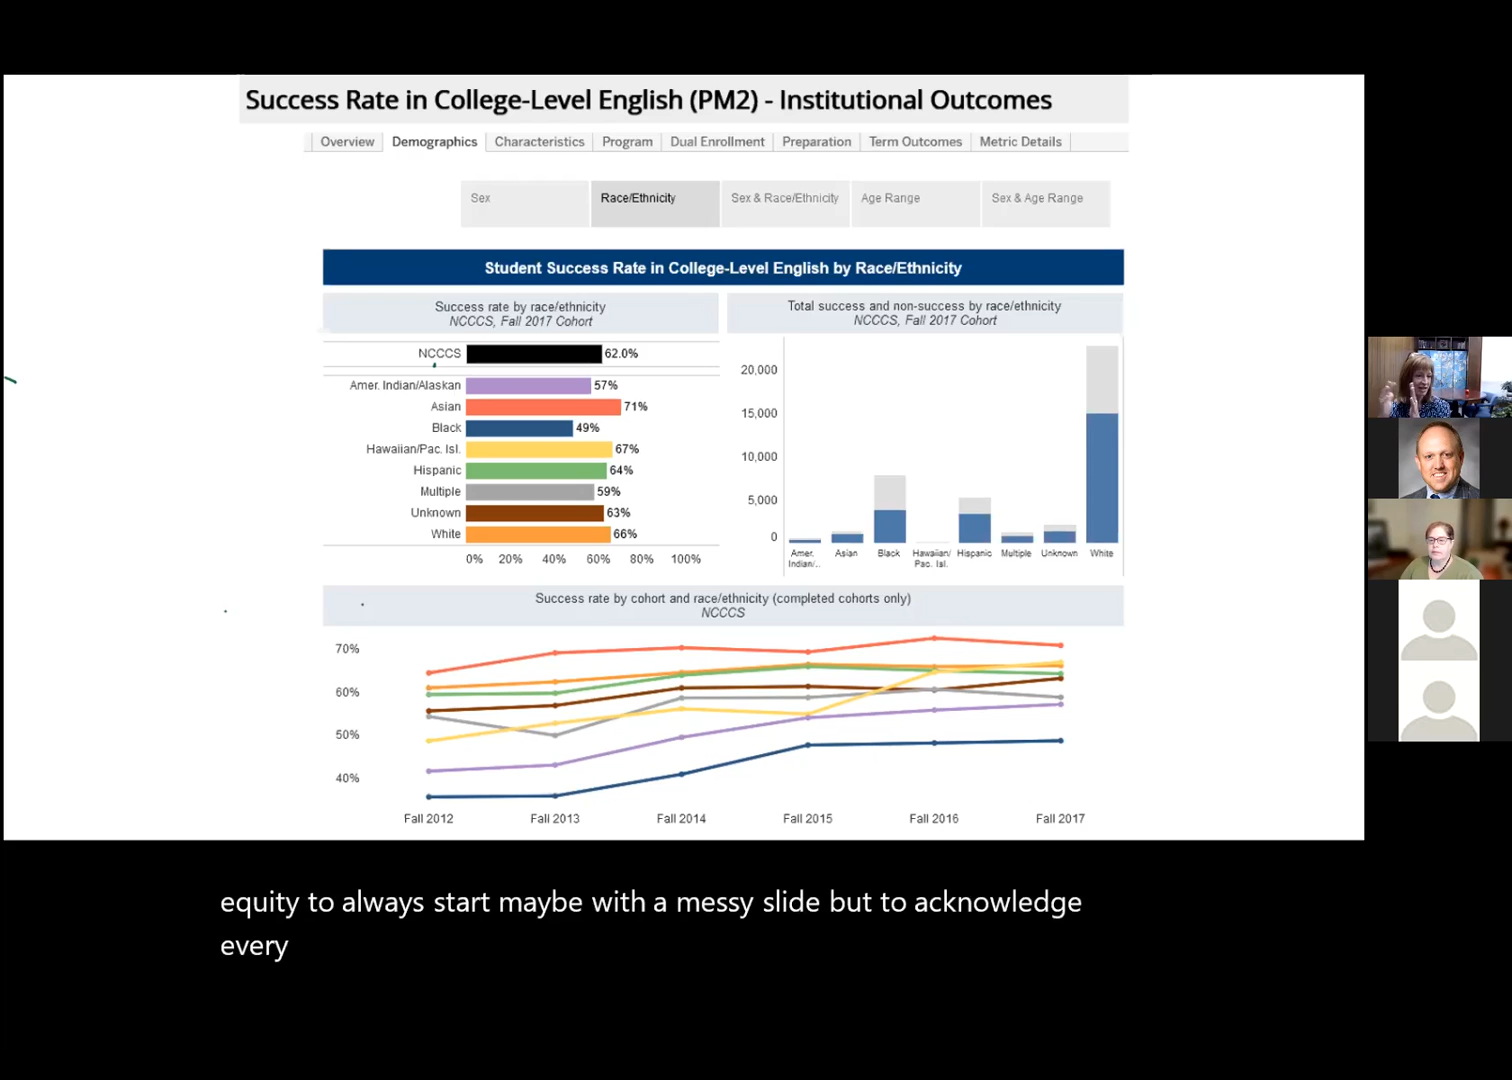 Success Rate in College-Level English (PM2) - Institutional Outcomes
Overview Demographics Characteristics Program Dual Enrollment Preparation Term Outcomes Metric Details
Sex Race/Ethnicity Sex & Race/Ethnicity Age Range Sex & Age Range
Student Success Rate in College-Level English by Race/Ethnicity
Success rate by race/ethnicity
NCCCS, Fall 2017 Cohort
NCCCS 62.0%
Amer. Indian/Alaskan 57%
Asian 71%
Black 49%
Hawaiian/Pac. Isl. 67%
Hispanic 64%
Multiple 59%
Unknown 63%
White 66%
0% 20% 40% 60% 80% 100%
Total success and non-success by race/ethnicity
NCCCS, Fall 2017 Cohort
20,000
15,000
10,000
5,000
0
Amer. Asian Black Hawaiian/ Hispanic Multiple Unknown White
Indian/.. Pac. Isl.
Success rate by cohort and race/ethnicity (completed cohorts only)
NCCCS
70%
60%
50%
40%
Fall 2012 Fall 2013 Fall 2014 Fall 2015 Fall 2016 Fall 2017
equity to always start maybe with a messy slide but to acknowledge
every